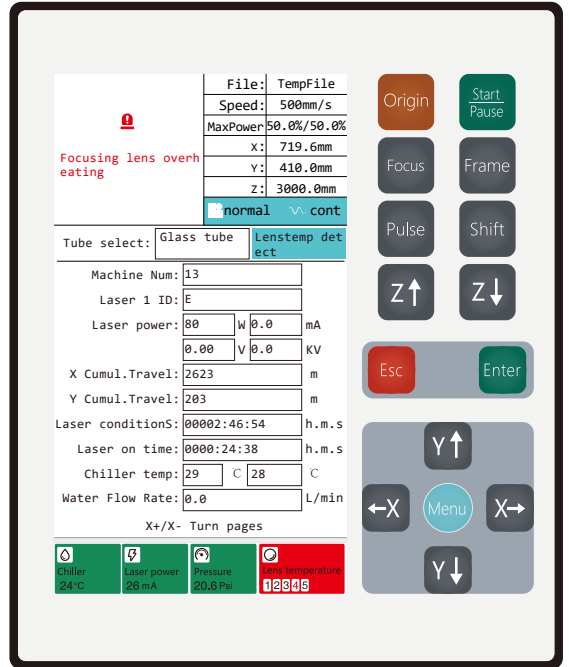 File: TempFile
Speed: 500mm/s
MaxPower 50.0%/50.0%
X: 719.6mm
Y: 410.0mm
Z: 3000.0mm
normal cont
Focusing lens overh
eating
Tube select: Glass tube Lenstemp det
ect
Machine Num: 13
Laser 1 ID: E
Laser power: 80 W 0.0 mA
0.00 V 0.0 KV
X Cumul.Travel: 2623 m
Y Cumul.Travel: 203 m
Laser conditionS: 00002:46:54 h.m.s
Laser on time: 0000:24:38 h.m.s
Chiller temp: 29 ℃ 28 ℃
Water Flow Rate: 0.0 L/min
X+/X- Turn pages
Chiller
24°C
Laser power
26 mA
Pressure
20.6 Psi
Lens temperature
1 2 3 4 5
Origin
Start
Pause
Focus
Frame
Pulse
Shift
Z↑
Z↓
Esc
Enter
Y↑
←X
Menu
X→
Y↓